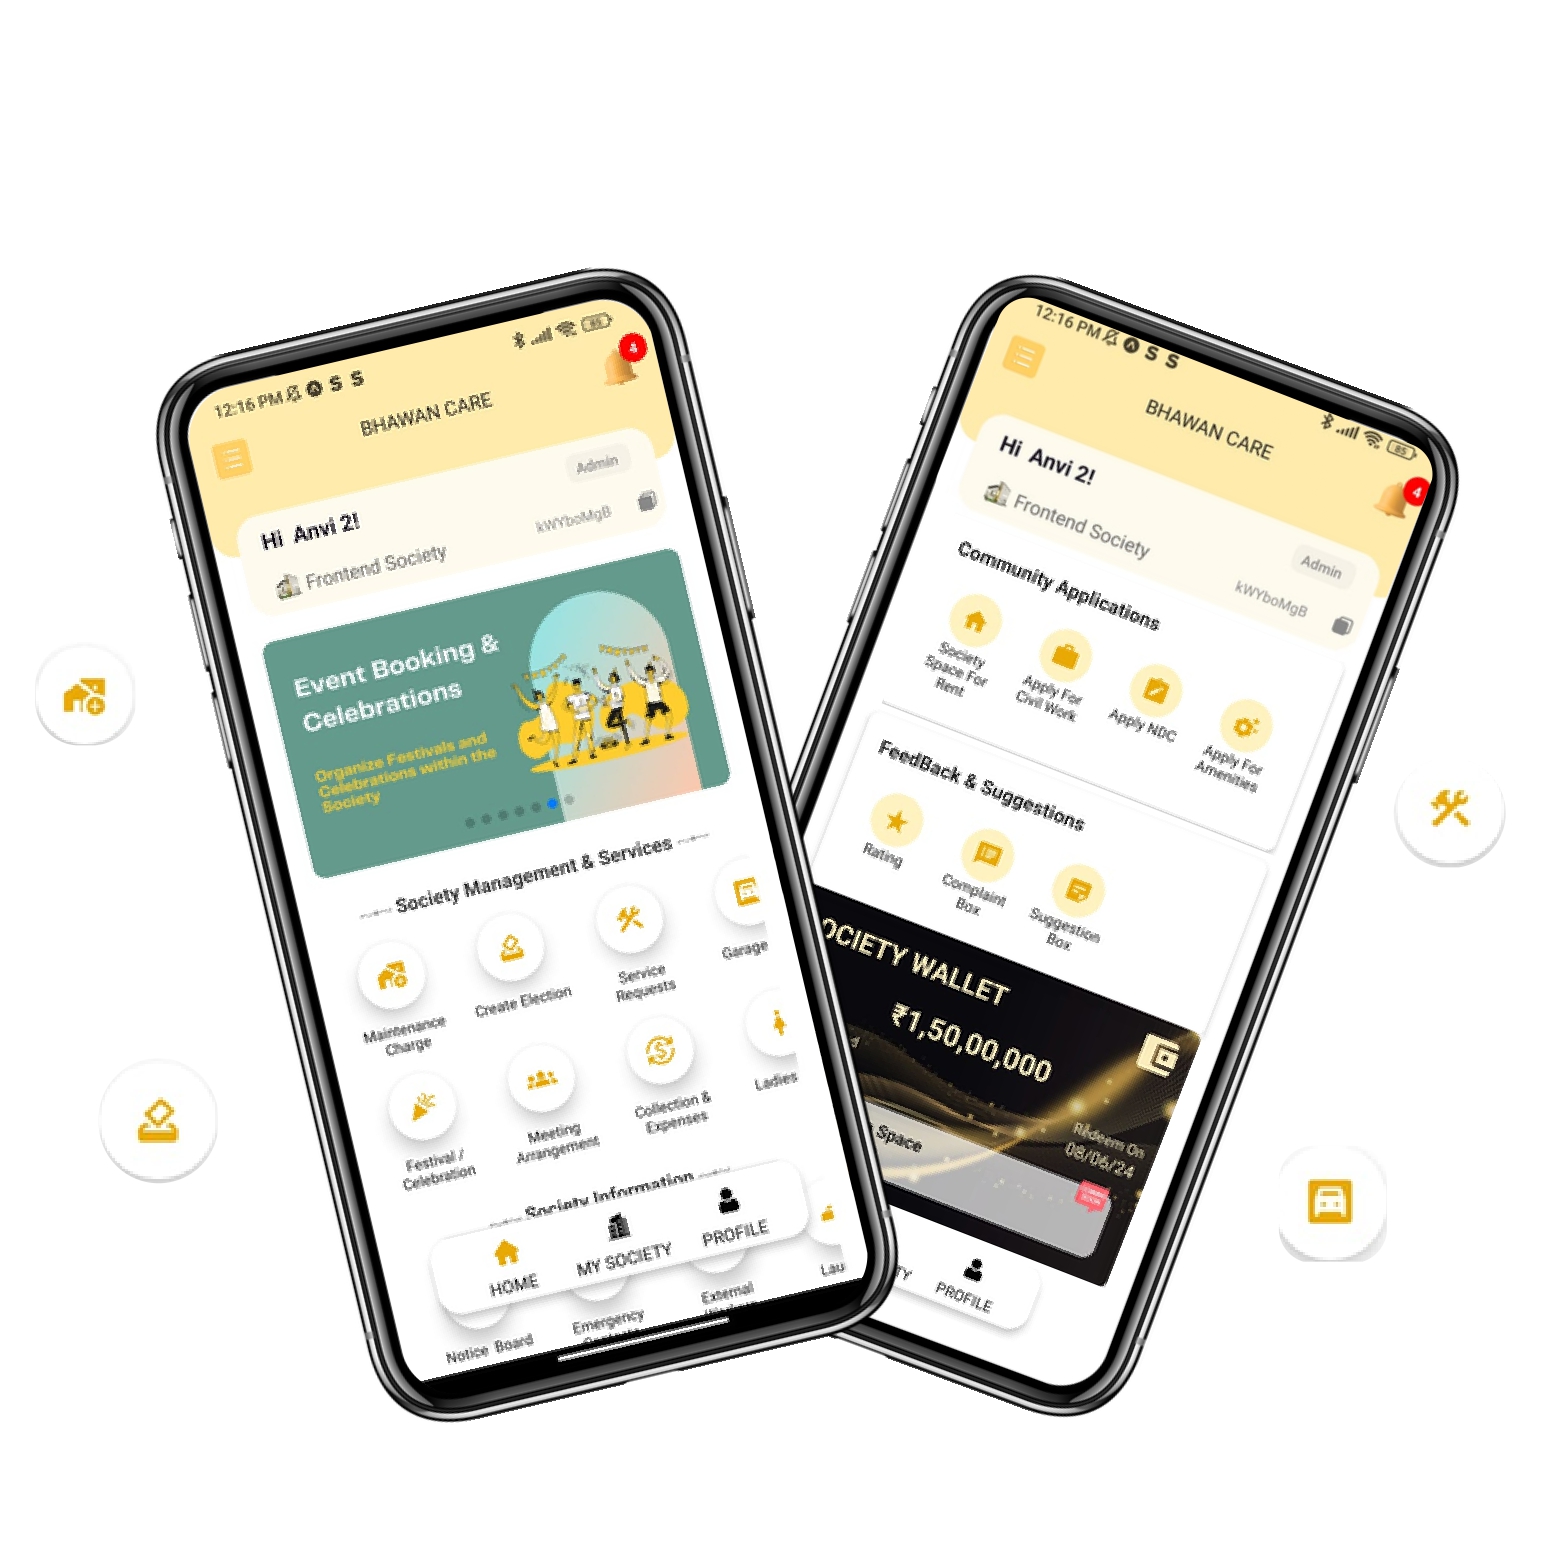 12:16 PM
S S
85
4
BHAWAN CARE
Hi Anvi 2!
Admin
Frontend Society
kWYboMgB
Event Booking &
Celebrations
Organize Festivals and
Celebrations within the
Society
Society Management & Services
Maintenance
Charge
Create Election
Service
Requests
Garage
Festival /
Celebration
Meeting
Arrangement
Collection &
Expenses
Ladies
Society Information
HOME
MY SOCIETY
PROFILE
Notice Board
Emergency
External
Lau
12:16 PM
S S
85
4
BHAWAN CARE
Hi Anvi 2!
Admin
Frontend Society
kWYboMgB
Community Applications
Society
Space For
Rent
Apply For
Civil Work
Apply NDC
Apply For
Amenities
FeedBack & Suggestions
Rating
Complaint
Box
Suggestion
Box
OCIETY WALLET
₹1,50,00,000
d
Redeem On
08/06/24
Space
TY
PROFILE